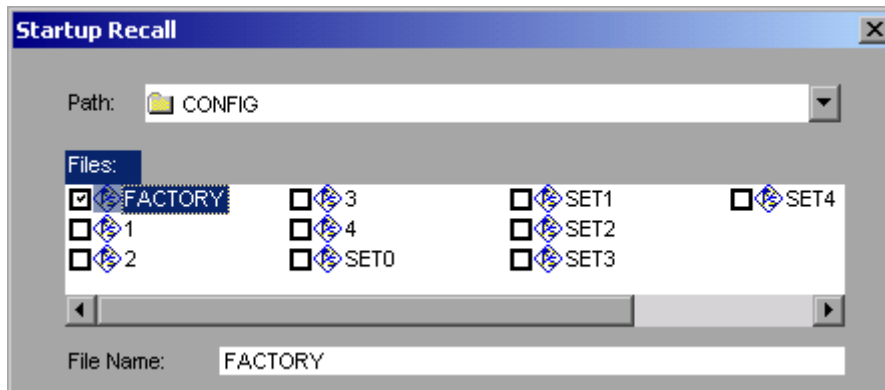 Startup Recall
Path: CONFIG
Files:
FACTORY 3 SET1 SET4
1 4 SET2
2 SET0 SET3
File Name: FACTORY